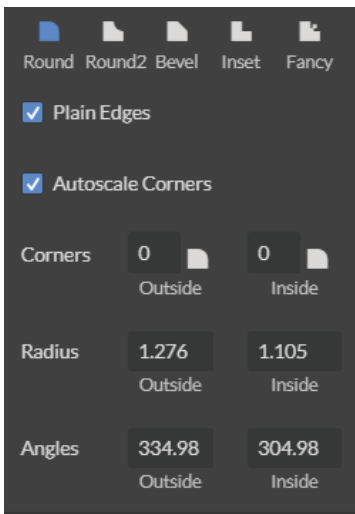 Round Round2 Bevel Inset Fancy
Plain Edges
Autoscale Corners
Corners 0 0
Outside Inside
Radius 1.276 1.105
Outside Inside
Angles 334.98 304.98
Outside Inside